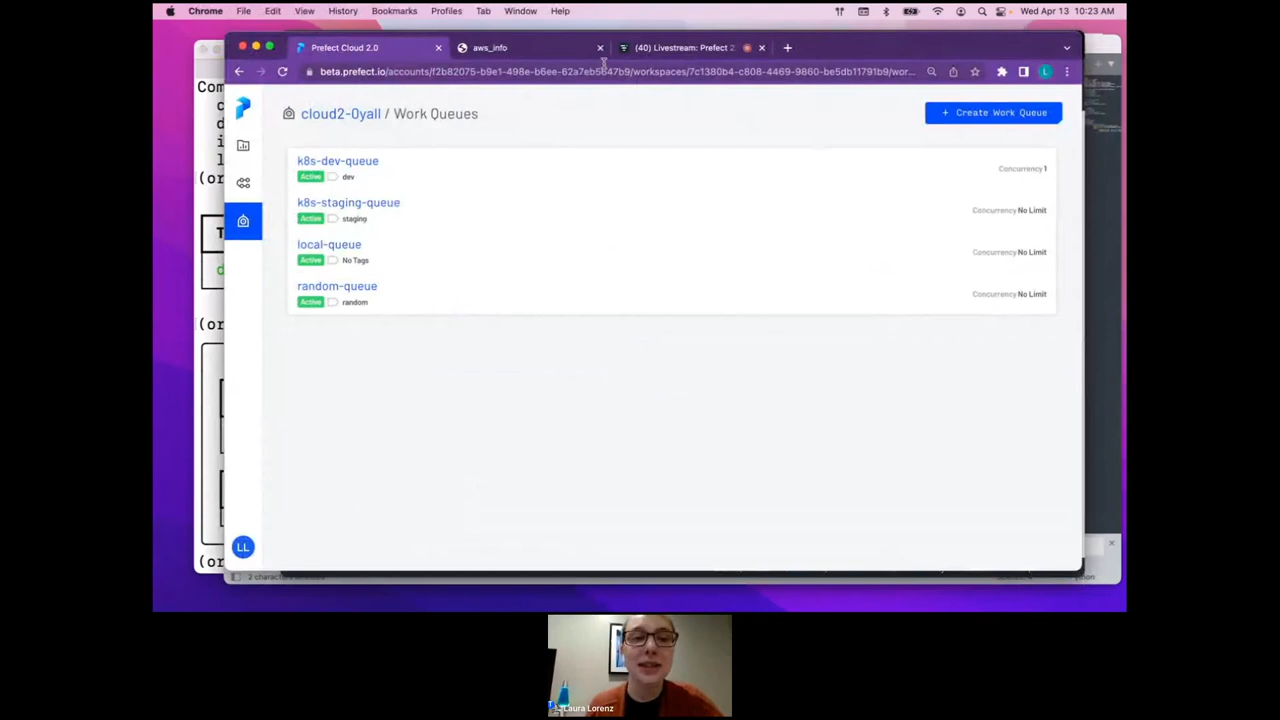 Chrome File Edit View History Bookmarks Profiles Tab Window Help Wed Apr 13 10:23 AM
Prefect Cloud 2.0 aws_info (40) Livestream: Prefect 2
beta.prefect.io/accounts/f2b82075-b9e1-498e-b6ee-62a7eb5647b9/workspaces/7c1380b4-c808-4469-9860-be5db11791b9/wor...
L
cloud2-0yall / Work Queues
+ Create Work Queue
k8s-dev-queue
Active dev
Concurrency 1
k8s-staging-queue
Active staging
Concurrency No Limit
local-queue
Active No Tags
Concurrency No Limit
random-queue
Active random
Concurrency No Limit
LL
Com
c
d
i
l
(or
T
d
(or
(or
Laura Lorenz